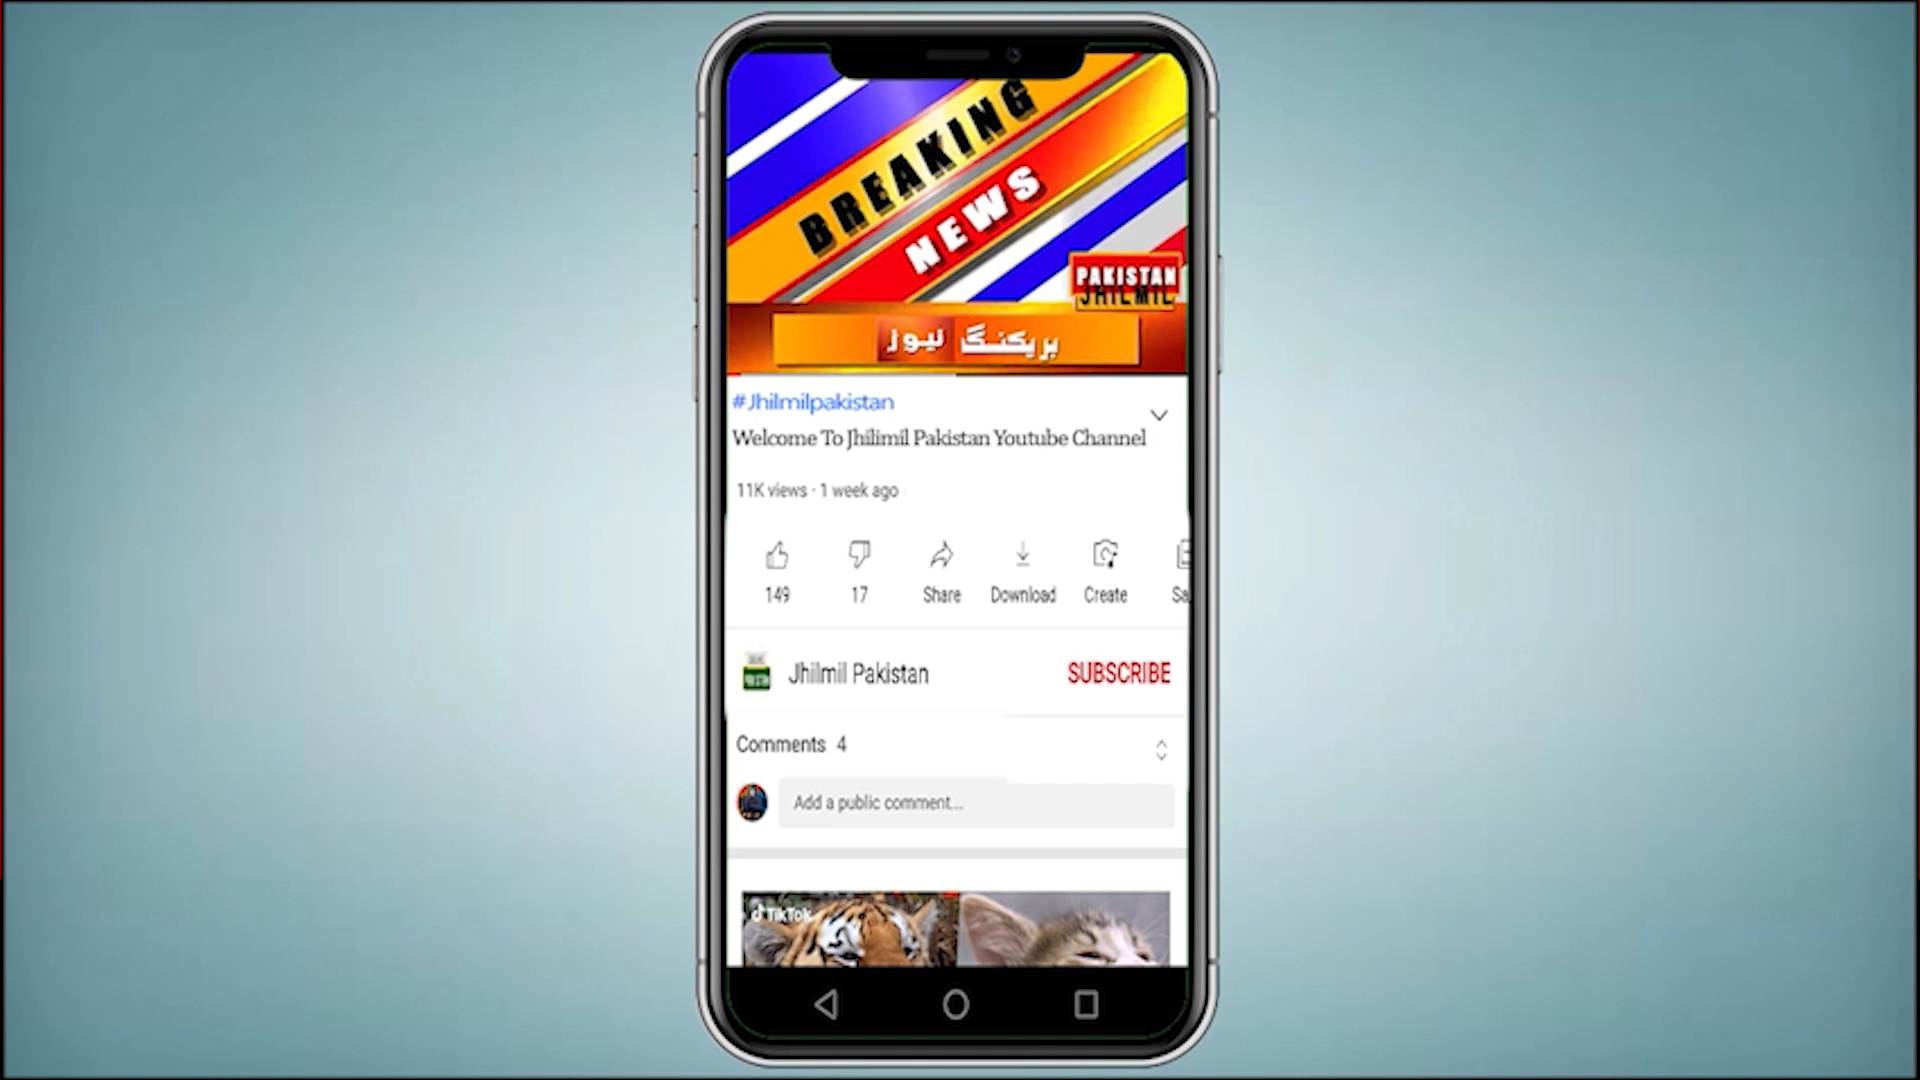 BREAKING
NEWS
PAKISTAN
JHILMIL
بریکنگ نیوز
#Jhilmilpakistan
Welcome To Jhilimil Pakistan Youtube Channel
11K views · 1 week ago
149
17
Share
Download
Create
Sa
Jhilmil Pakistan
SUBSCRIBE
Comments 4
Add a public comment...
TikTok